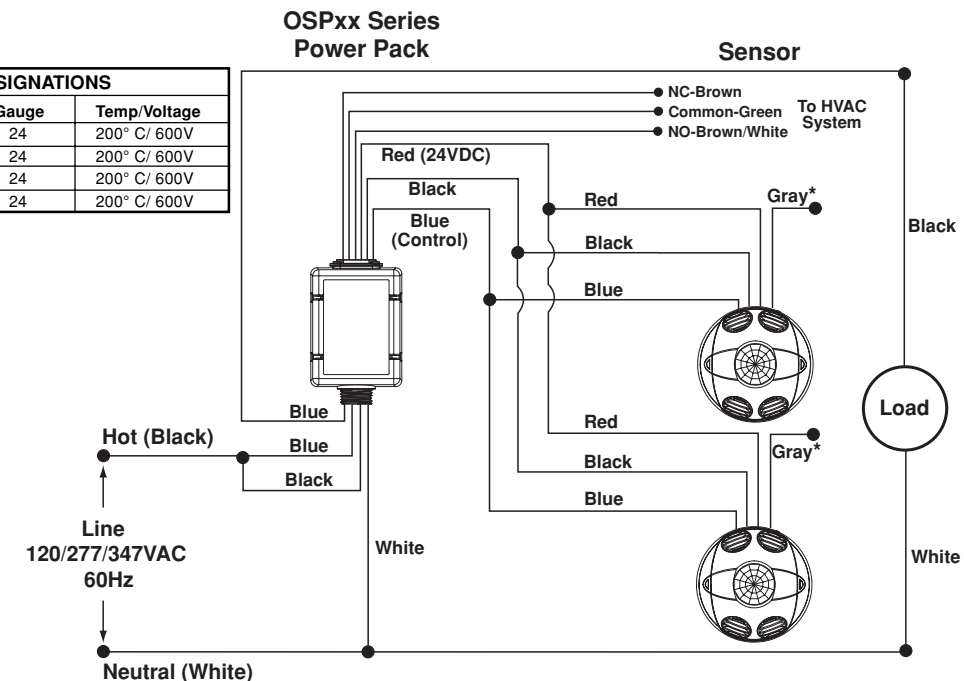 OSPxx Series
Power Pack
Sensor
SIGNATIONS
Gauge Temp/Voltage
24 200° C/ 600V
24 200° C/ 600V
24 200° C/ 600V
24 200° C/ 600V
NC-Brown
Common-Green
NO-Brown/White
To HVAC
System
Red (24VDC)
Black
Blue
(Control)
Red
Gray*
Black
Blue
Black
Load
Blue
Hot (Black)
Blue
Black
Red
Gray*
Black
Blue
Line
120/277/347VAC
60Hz
White
White
Neutral (White)